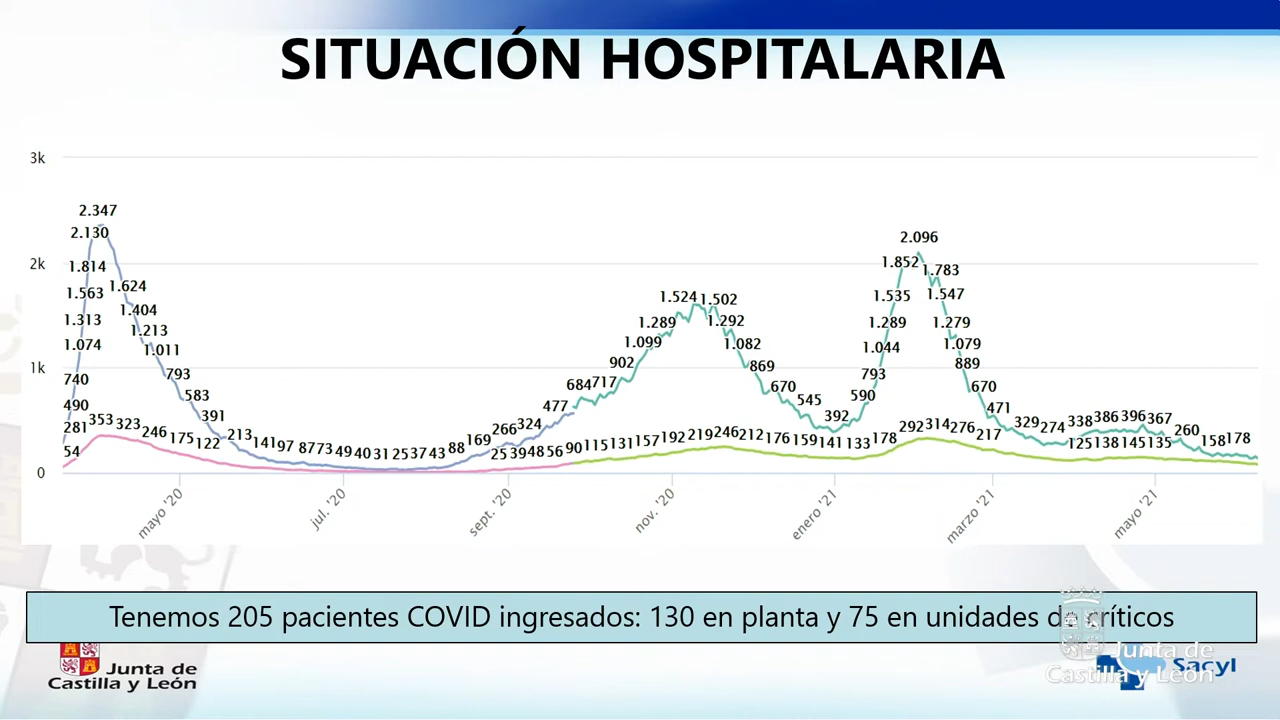 SITUACIÓN HOSPITALARIA
3k
2k
1k
0
2.347
2.130
1.814
1.563
1.313
1.074
740
490
281
54
1.624
1.404
1.213
1.011
793
583
391
353 323 246 175 122 213 141 97 87 73 49 40 31 25 37 43 88 169
266 324
477
25 39 48 56 90 115 131 157 192 219 246 212 176 159 141 133 178
684 717
902
1.099
1.289
1.524 1.502
1.292
1.082
869
670
545
392
590
793
1.044
1.289
1.535
1.852
2.096
1.783
1.547
1.279
1.079
889
670
471
329 274 338 386 396 367 260 158 178
292 314 276 217
125 138 145 135
mayo '20
jul. '20
sept. '20
nov. '20
enero '21
marzo '21
mayo '21
Tenemos 205 pacientes COVID ingresados: 130 en planta y 75 en unidades de críticos
Junta de
Castilla y León
Junta de
Castilla y León
Sacyl